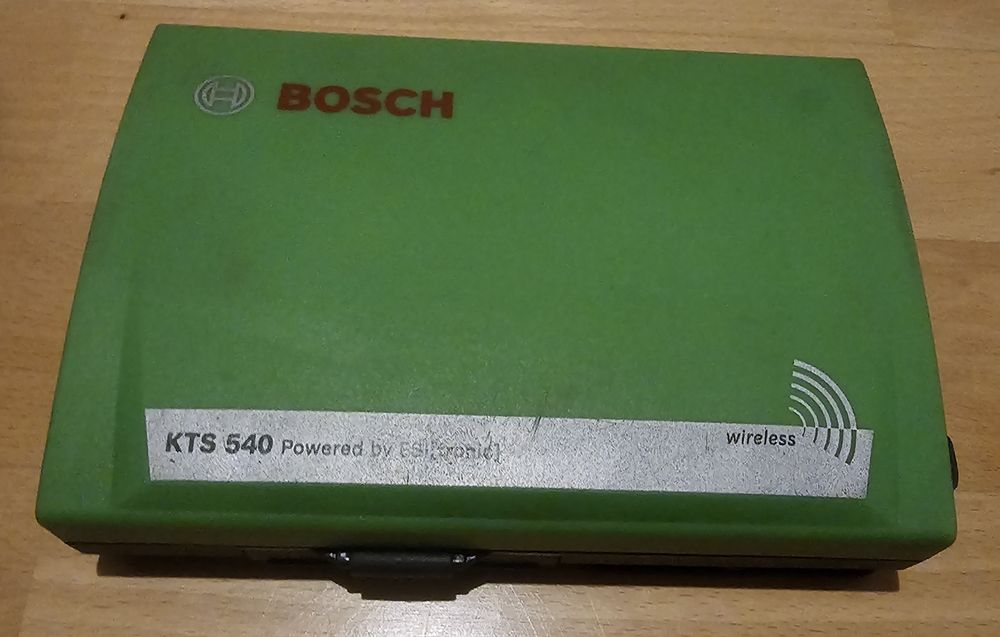 BOSCH
KTS 540 Powered by ESI[tronic]
wireless